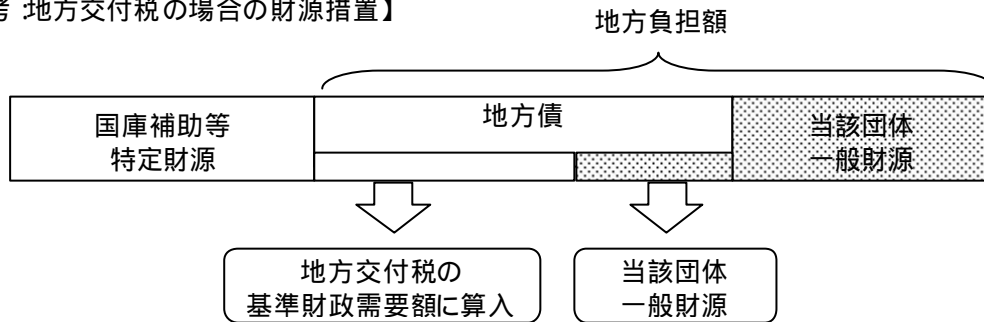 考 :地方交付税の場合の財源措置】
地方負担額
国庫補助等
特定財源
地方債
当該団体
一般財源
地方交付税の
基準財政需要額に算入
当該団体
一般財源